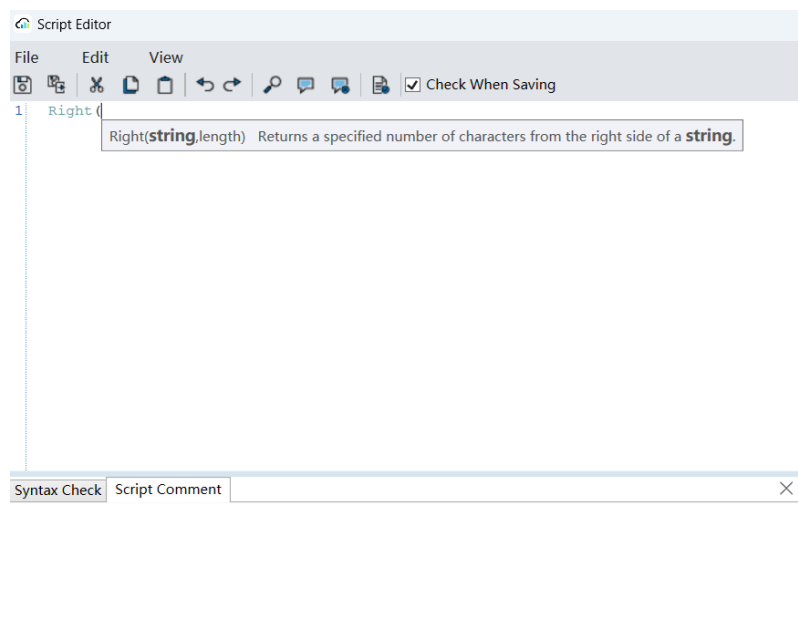 Script Editor
File Edit View
Check When Saving
1 Right(
Right(string,length) Returns a specified number of characters from the right side of a string.
Syntax Check Script Comment